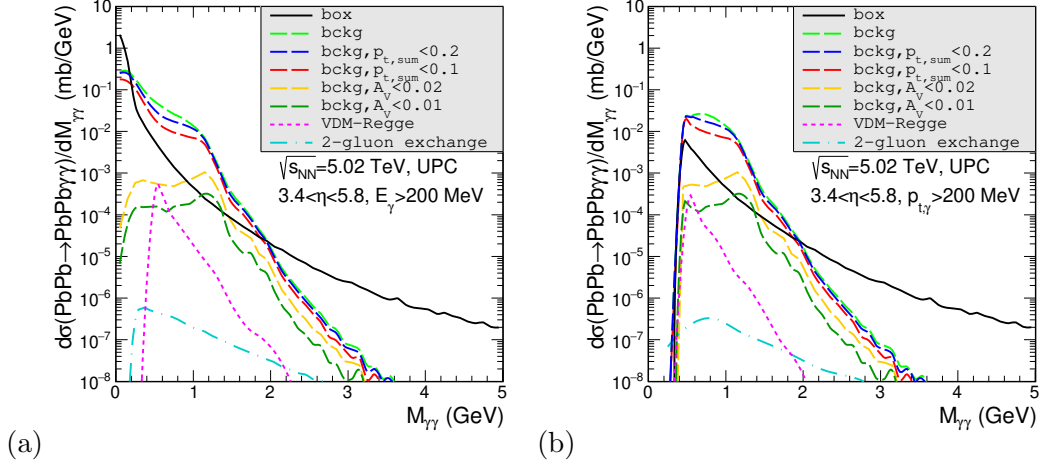 dσ(PbPb→PbPbγγ)/dM_γγ (mb/GeV)
10
1
10⁻¹
10⁻²
10⁻³
10⁻⁴
10⁻⁵
10⁻⁶
10⁻⁷
10⁻⁸
box
bckg
bckg,p_t,sum<0.2
bckg,p_t,sum<0.1
bckg,A_V<0.02
bckg,A_V<0.01
VDM-Regge
2-gluon exchange
√s_NN=5.02 TeV, UPC
3.4<η<5.8, E_γ>200 MeV
0 1 2 3 4 5
M_γγ (GeV)
(a)
dσ(PbPb→PbPbγγ)/dM_γγ (mb/GeV)
10
1
10⁻¹
10⁻²
10⁻³
10⁻⁴
10⁻⁵
10⁻⁶
10⁻⁷
10⁻⁸
box
bckg
bckg,p_t,sum<0.2
bckg,p_t,sum<0.1
bckg,A_V<0.02
bckg,A_V<0.01
VDM-Regge
2-gluon exchange
√s_NN=5.02 TeV, UPC
3.4<η<5.8, p_t,γ>200 MeV
0 1 2 3 4 5
M_γγ (GeV)
(b)